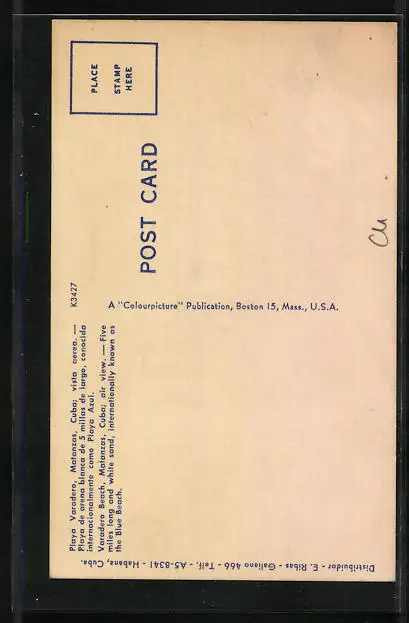 Playa Varadero, Matanzas, Cuba; vista aerea. —
Playa de arena blanca de 5 millas de largo, conocida
internacionalmente como Playa Azul.
Varadero Beach, Matanzas, Cuba; air view. — Five
miles long and white sand, internationally known as
the Blue Beach.
K3427
POST CARD
PLACE
STAMP
HERE
A "Colourpicture" Publication, Boston 15, Mass., U.S.A.
Distribuidor - E. Ribas - Galiano 466 - Telf. - A5-8341 - Habana, Cuba.